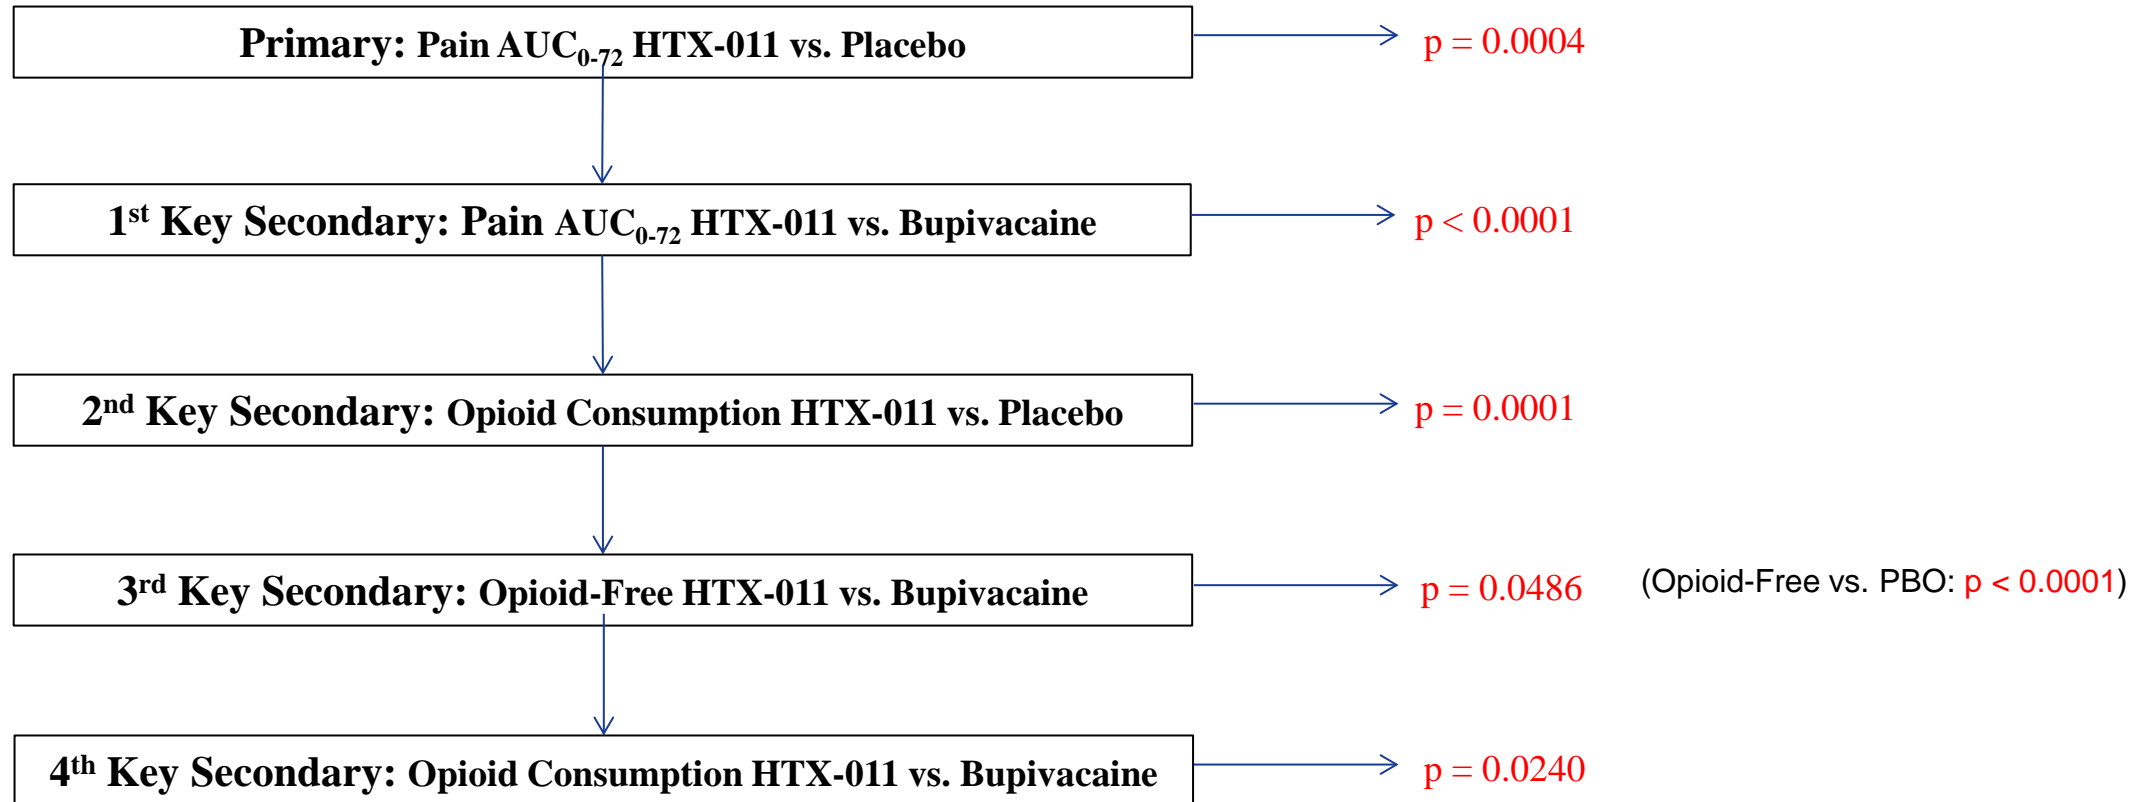 Primary: Pain AUC0-72 HTX-011 vs. Placebo
p = 0.0004
1st Key Secondary: Pain AUC0-72 HTX-011 vs. Bupivacaine
p < 0.0001
2nd Key Secondary: Opioid Consumption HTX-011 vs. Placebo
p = 0.0001
3rd Key Secondary: Opioid-Free HTX-011 vs. Bupivacaine
p = 0.0486
(Opioid-Free vs. PBO: p < 0.0001)
4th Key Secondary: Opioid Consumption HTX-011 vs. Bupivacaine
p = 0.0240